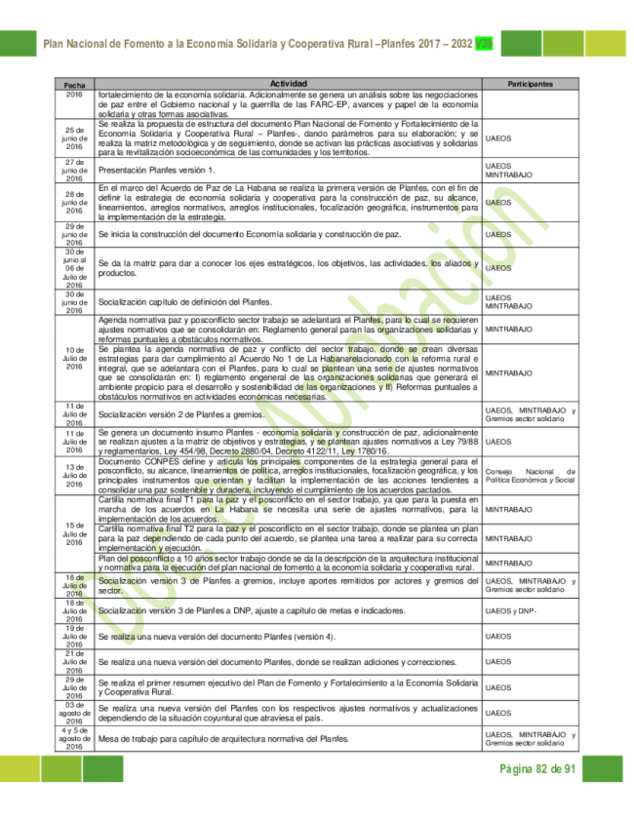 Plan Nacional de Fomento a la Economía Solidaria y Cooperativa Rural –Planfes 2017 – 2032 v39
Fecha
Actividad
Participantes
2016
fortalecimiento de la economía solidaria. Adicionalmente se genera un análisis sobre las negociaciones
de paz entre el Gobierno nacional y la guerrilla de las FARC-EP, avances y papel de la economía
solidaria y otras formas asociativas.
25 de
junio de
2016
Se realiza la propuesta de estructura del documento Plan Nacional de Fomento y Fortalecimiento de la
Economía Solidaria y Cooperativa Rural – Planfes-, dando parámetros para su elaboración; y se
realiza la matriz metodológica y de seguimiento, donde se activan las prácticas asociativas y solidarias
para la revitalización socioeconómica de las comunidades y los territorios.
UAEOS
27 de
junio de
2016
Presentación Planfes versión 1.
UAEOS
MINTRABAJO
28 de
junio de
2016
En el marco del Acuerdo de Paz de La Habana se realiza la primera versión de Planfes, con el fin de
definir la estrategia de economía solidaria y cooperativa para la construcción de paz, su alcance,
lineamientos, arreglos normativos, arreglos institucionales, focalización geográfica, instrumentos para
la implementación de la estrategia.
UAEOS
29 de
junio de
2016
Se inicia la construcción del documento Economía solidaria y construcción de paz.
UAEOS
30 de
junio al
06 de
Julio de
2016
Se da la matriz para dar a conocer los ejes estratégicos, los objetivos, las actividades, los aliados y
productos.
UAEOS
30 de
junio de
2016
Socialización capítulo de definición del Planfes.
UAEOS
MINTRABAJO
10 de
Julio de
2016
Agenda normativa paz y posconflicto sector trabajo se adelantará el Planfes, para lo cual se requieren
ajustes normativos que se consolidarán en: Reglamento general paran las organizaciones solidarias y
reformas puntuales a obstáculos normativos.
MINTRABAJO
Se plantea la agenda normativa de paz y conflicto del sector trabajo, donde se crean diversas
estrategias para dar cumplimiento al Acuerdo No 1 de La Habanarelacionado con la reforma rural e
integral, que se adelantara con el Planfes, para lo cual se plantean una serie de ajustes normativos
que se consolidarán en: I) reglamento engeneral de las organizaciones solidarias que generará el
ambiente propicio para el desarrollo y sostenibilidad de las organizaciones y II) Reformas puntuales a
obstáculos normativos en actividades económicas necesarias.
MINTRABAJO
11 de
Julio de
2016
Socialización versión 2 de Planfes a gremios.
UAEOS, MINTRABAJO y
Gremios sector solidario
11 de
Julio de
2016
Se genera un documento insumo Planfes - economía solidaria y construcción de paz, adicionalmente
se realizan ajustes a la matriz de objetivos y estrategias, y se plantean ajustes normativos a Ley 79/88
y reglamentarios, Ley 454/98, Decreto 2880/04, Decreto 4122/11, Ley 1780/16.
UAEOS
13 de
Julio de
2016
Documento CONPES define y articula los principales componentes de la estrategia general para el
posconflicto, su alcance, lineamientos de política, arreglos institucionales, focalización geográfica, y los
principales instrumentos que orientan y facilitan la implementación de las acciones tendientes a
consolidar una paz sostenible y duradera, incluyendo el cumplimiento de los acuerdos pactados.
Consejo Nacional de
Política Económica y Social
15 de
Julio de
2016
Cartilla normativa final T1 para la paz y el posconflicto en el sector trabajo, ya que para la puesta en
marcha de los acuerdos en La Habana se necesita una serie de ajustes normativos, para la
implementación de los acuerdos.
MINTRABAJO
Cartilla normativa final T2 para la paz y el posconflicto en el sector trabajo, donde se plantea un plan
para la paz dependiendo de cada punto del acuerdo, se plantea una tarea a realizar para su correcta
implementación y ejecución.
MINTRABAJO
Plan del posconflicto a 10 años sector trabajo donde se da la descripción de la arquitectura institucional
y normativa para la ejecución del plan nacional de fomento a la economía solidaria y cooperativa rural.
MINTRABAJO
18 de
Julio de
2016
Socialización versión 3 de Planfes a gremios, incluye aportes remitidos por actores y gremios del
sector.
UAEOS, MINTRABAJO y
Gremios sector solidario
18 de
Julio de
2016
Socialización versión 3 de Planfes a DNP, ajuste a capítulo de metas e indicadores.
UAEOS y DNP-
19 de
Julio de
2016
Se realiza una nueva versión del documento Planfes (versión 4).
UAEOS
21 de
Julio de
2016
Se realiza una nueva versión del documento Planfes, donde se realizan adiciones y correcciones.
UAEOS
29 de
Julio de
2016
Se realiza el primer resumen ejecutivo del Plan de Fomento y Fortalecimiento a la Economía Solidaria
y Cooperativa Rural.
UAEOS
03 de
agosto de
2016
Se realiza una nueva versión del Planfes con los respectivos ajustes normativos y actualizaciones
dependiendo de la situación coyuntural que atraviesa el país.
UAEOS
4 y 5 de
agosto de
2016
Mesa de trabajo para capítulo de arquitectura normativa del Planfes.
UAEOS, MINTRABAJO y
Gremios sector solidario
Página 82 de 91